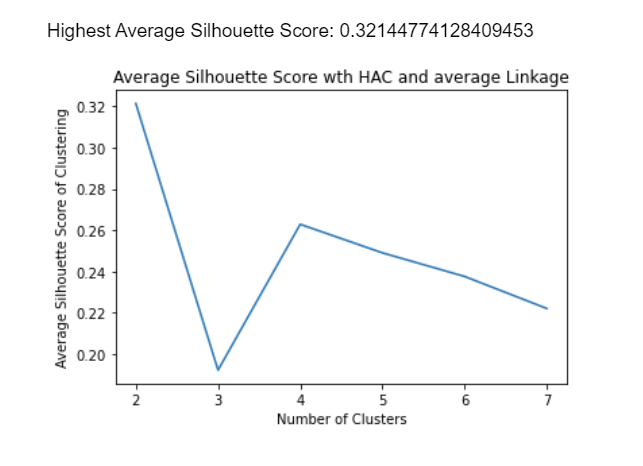 Highest Average Silhouette Score: 0.32144774128409453
Average Silhouette Score wth HAC and average Linkage
Average Silhouette Score of Clustering
0.32
0.30
0.28
0.26
0.24
0.22
0.20
2 3 4 5 6 7
Number of Clusters